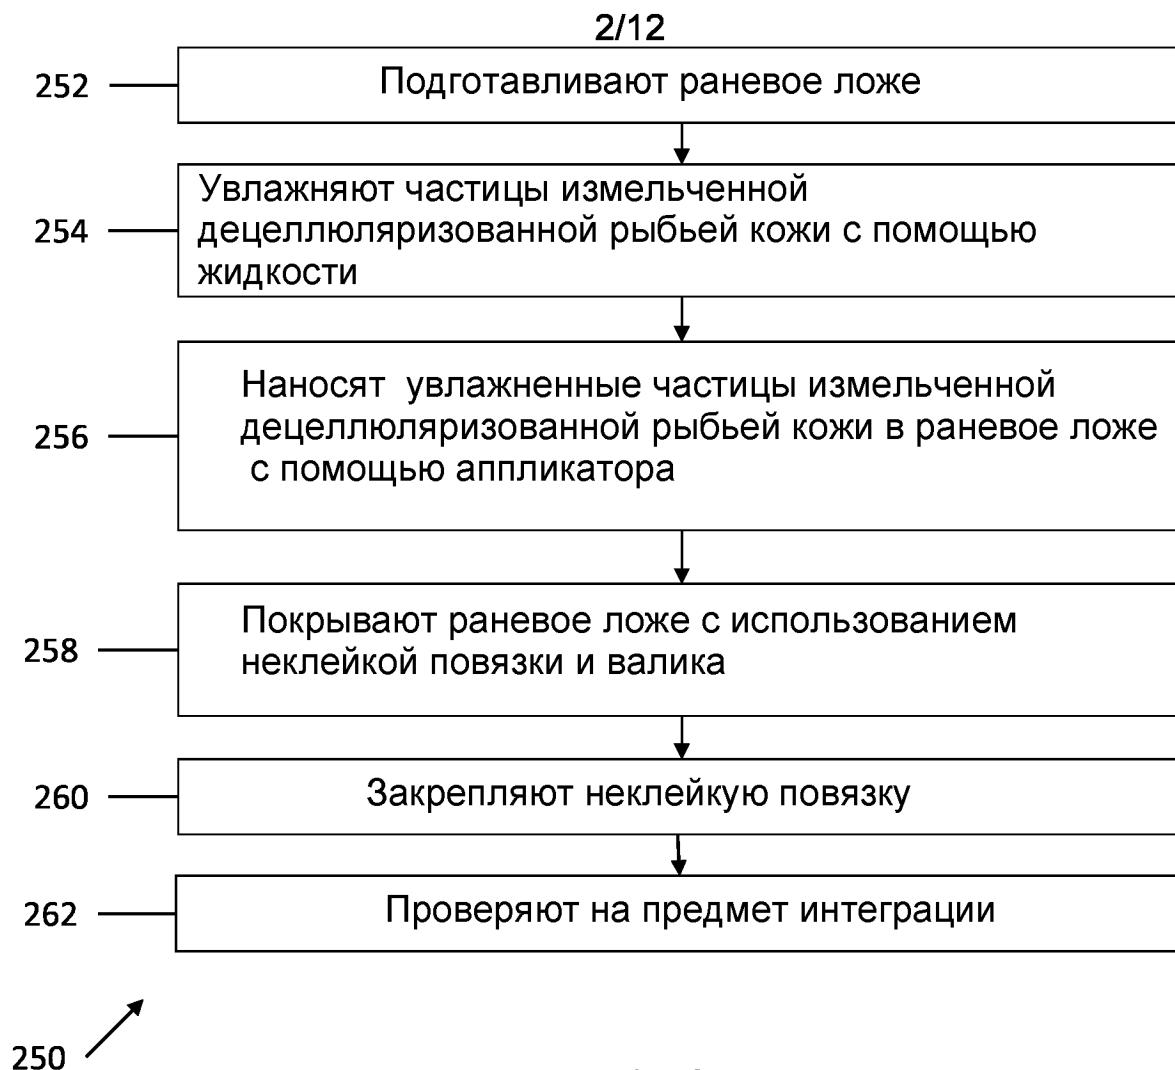 2/12
252
Подготавливают раневое ложе
254
Увлажняют частицы измельченной
децеллюляризованной рыбьей кожи с помощью
жидкости
256
Наносят увлажненные частицы измельченной
децеллюляризованной рыбьей кожи в раневое ложе
с помощью аппликатора
258
Покрывают раневое ложе с использованием
неклейкой повязки и валика
260
Закрепляют неклейкую повязку
262
Проверяют на предмет интеграции
250